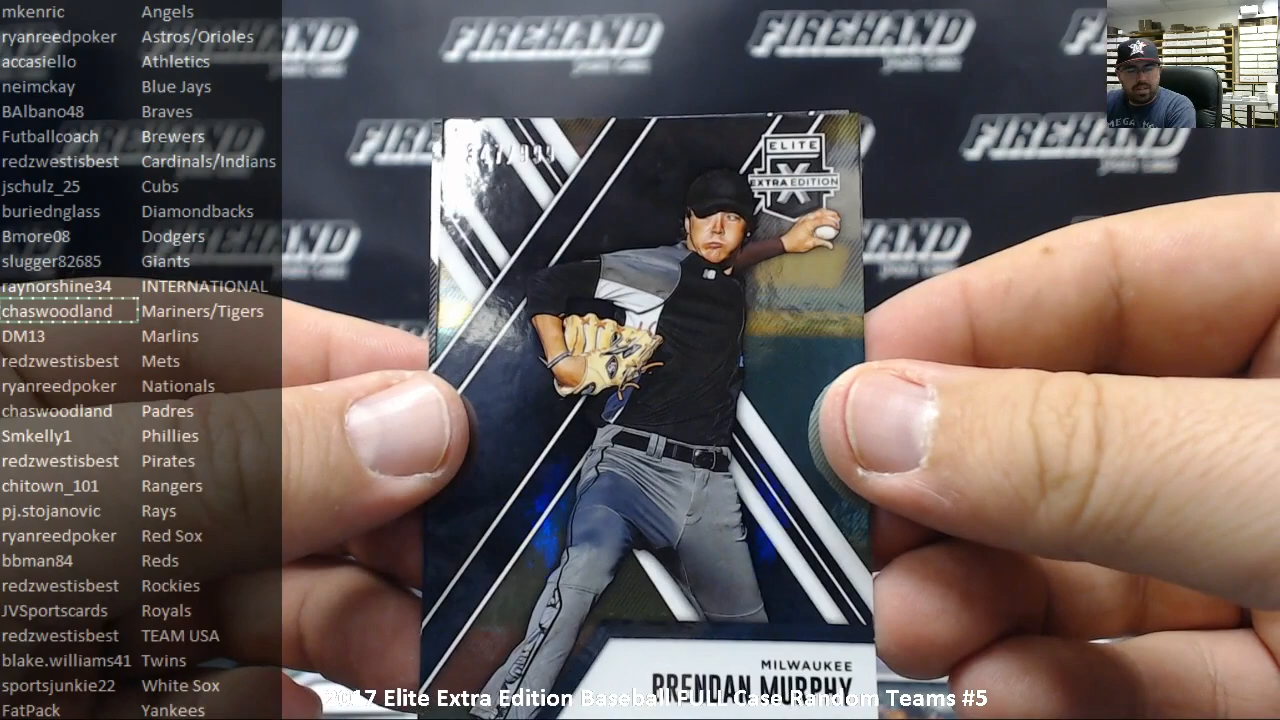 mkenric Angels
ryanreedpoker Astros/Orioles
accasiello Athletics
neimckay Blue Jays
BAlbano48 Braves
Futballcoach Brewers
redzwestisbest Cardinals/Indians
jschulz_25 Cubs
buriednglass Diamondbacks
Bmore08 Dodgers
slugger82685 Giants
raynorshine34 INTERNATIONAL
chaswoodland Mariners/Tigers
DM13 Marlins
redzwestisbest Mets
ryanreedpoker Nationals
chaswoodland Padres
Smkelly1 Phillies
redzwestisbest Pirates
chitown_101 Rangers
pj.stojanovic Rays
ryanreedpoker Red Sox
bbman84 Reds
redzwestisbest Rockies
JVSportscards Royals
redzwestisbest TEAM USA
blake.williams41 Twins
sportsjunkie22 White Sox
FatPack Yankees
FIREHAND
FIREHAND
FIREHAND
FIREHAND
FIREHAND
ELITE
X
EXTRA EDITION
MILWAUKEE
BRENDAN MURPHY
2017 Elite Extra Edition Baseball FULL Case Random Teams #5